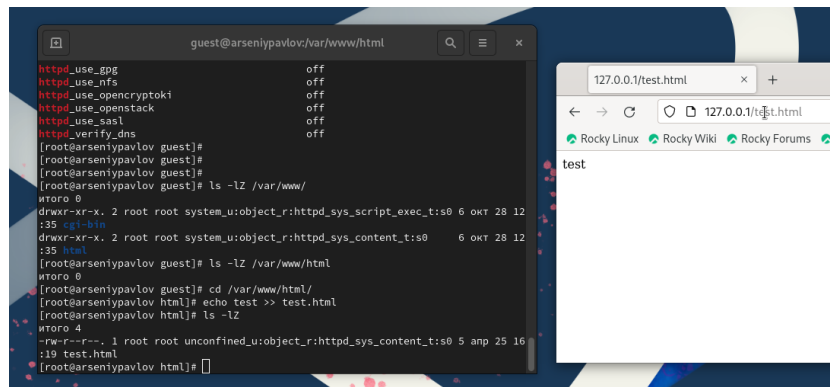 guest@arseniypavlov:/var/www/html
httpd_use_gpg off
httpd_use_nfs off
httpd_use_opencryptoki off
httpd_use_openstack off
httpd_use_sasl off
httpd_verify_dns off
[root@arseniypavlov guest]#
[root@arseniypavlov guest]#
[root@arseniypavlov guest]#
[root@arseniypavlov guest]# ls -lZ /var/www/
итого 0
drwxr-xr-x. 2 root root system_u:object_r:httpd_sys_script_exec_t:s0 6 окт 28 12
:35 cgi-bin
drwxr-xr-x. 2 root root system_u:object_r:httpd_sys_content_t:s0 6 окт 28 12
:35 html
[root@arseniypavlov guest]# ls -lZ /var/www/html
итого 0
[root@arseniypavlov guest]# cd /var/www/html/
[root@arseniypavlov html]# echo test >> test.html
[root@arseniypavlov html]# ls -lZ
итого 4
-rw-r--r--. 1 root root unconfined_u:object_r:httpd_sys_content_t:s0 5 апр 25 16
:19 test.html
[root@arseniypavlov html]#
127.0.0.1/test.html
127.0.0.1/test.html
Rocky Linux Rocky Wiki Rocky Forums
test